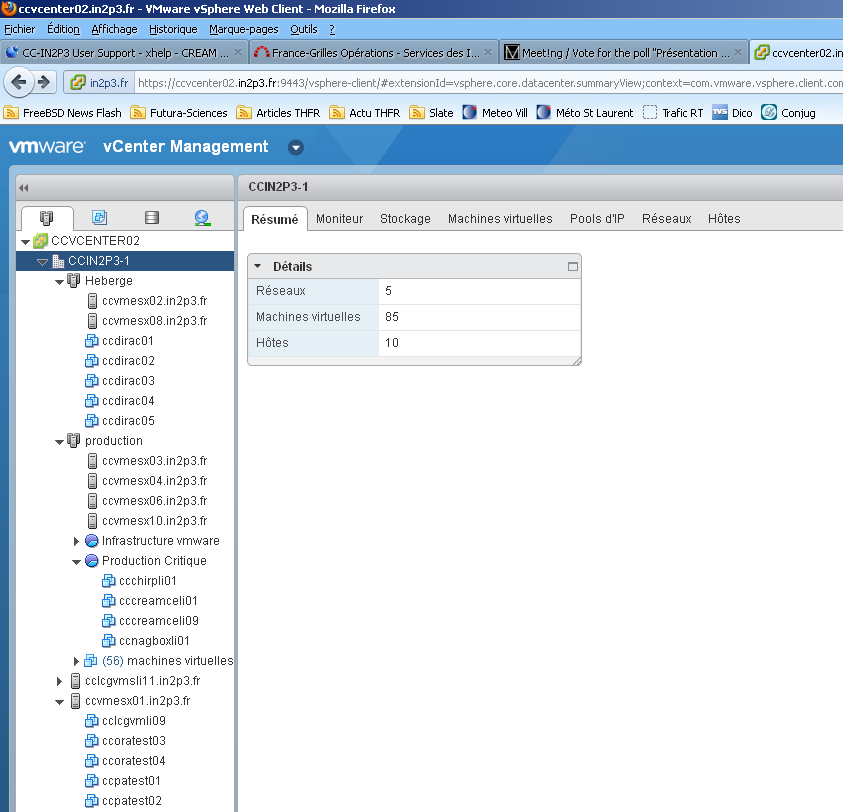 ccvcenter02.in2p3.fr - VMware vSphere Web Client - Mozilla Firefox
Fichier Édition Affichage Historique Marque-pages Outils ?
CC-IN2P3 User Support - xhelp - CREAM ... × France-Grilles Opérations - Services des I... × Meet!ng / Vote for the poll "Présentation ... × ccvcenter02.in
in2p3.fr https://ccvcenter02.in2p3.fr:9443/vsphere-client/#extensionId=vsphere.core.datacenter.summaryView;context=com.vmware.vsphere.client.con
FreeBSD News Flash Futura-Sciences Articles THFR Actu THFR Slate Meteo Vill Méto St Laurent Trafic RT TV5 Dico Conjug
vmware vCenter Management
CCIN2P3-1
Résumé Moniteur Stockage Machines virtuelles Pools d'IP Réseaux Hôtes
CCVCENTER02
CCIN2P3-1
Heberge
ccvmesx02.in2p3.fr
ccvmesx08.in2p3.fr
ccdirac01
ccdirac02
ccdirac03
ccdirac04
ccdirac05
production
ccvmesx03.in2p3.fr
ccvmesx04.in2p3.fr
ccvmesx06.in2p3.fr
ccvmesx10.in2p3.fr
Infrastructure vmware
Production Critique
ccchirpli01
cccreamceli01
cccreamceli09
ccnagboxli01
(56) machines virtuelles
cclcgvmsli11.in2p3.fr
ccvmesx01.in2p3.fr
cclcgvmli09
ccoratest03
ccoratest04
ccpatest01
ccpatest02
Détails
Réseaux 5
Machines virtuelles 85
Hôtes 10